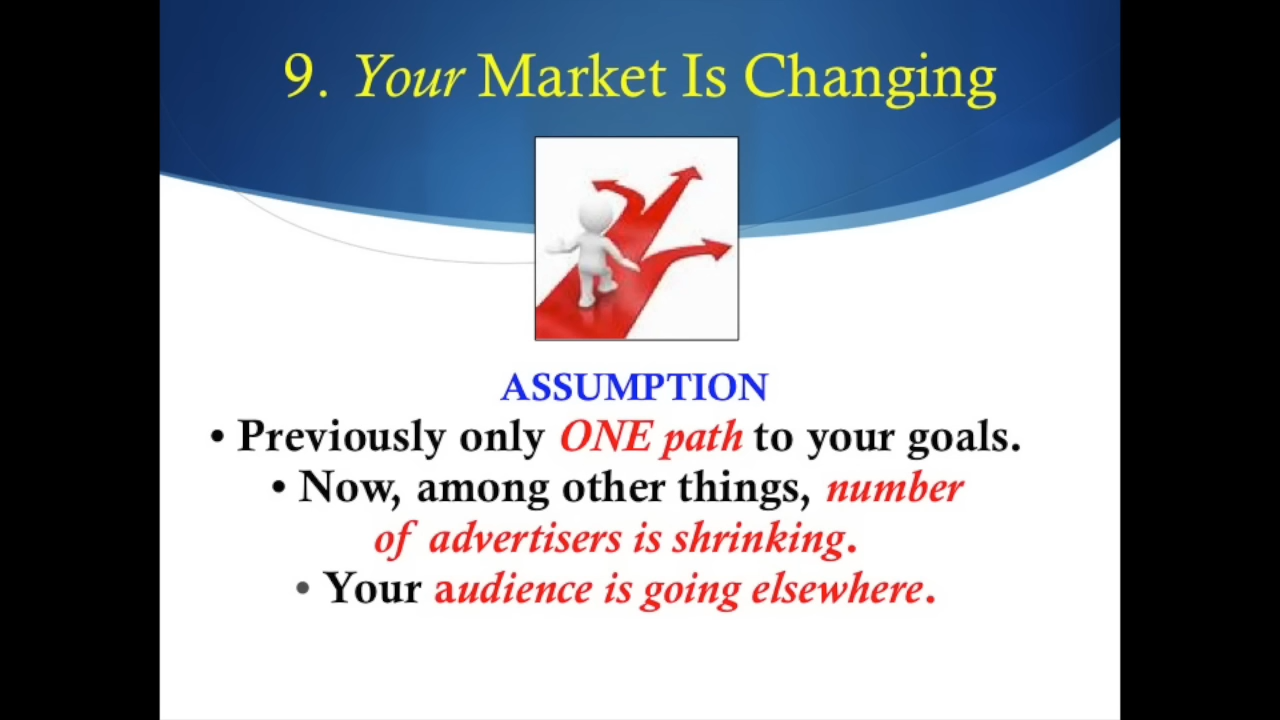 9. Your Market Is Changing
ASSUMPTION
• Previously only ONE path to your goals.
• Now, among other things, number
of advertisers is shrinking.
• Your audience is going elsewhere.